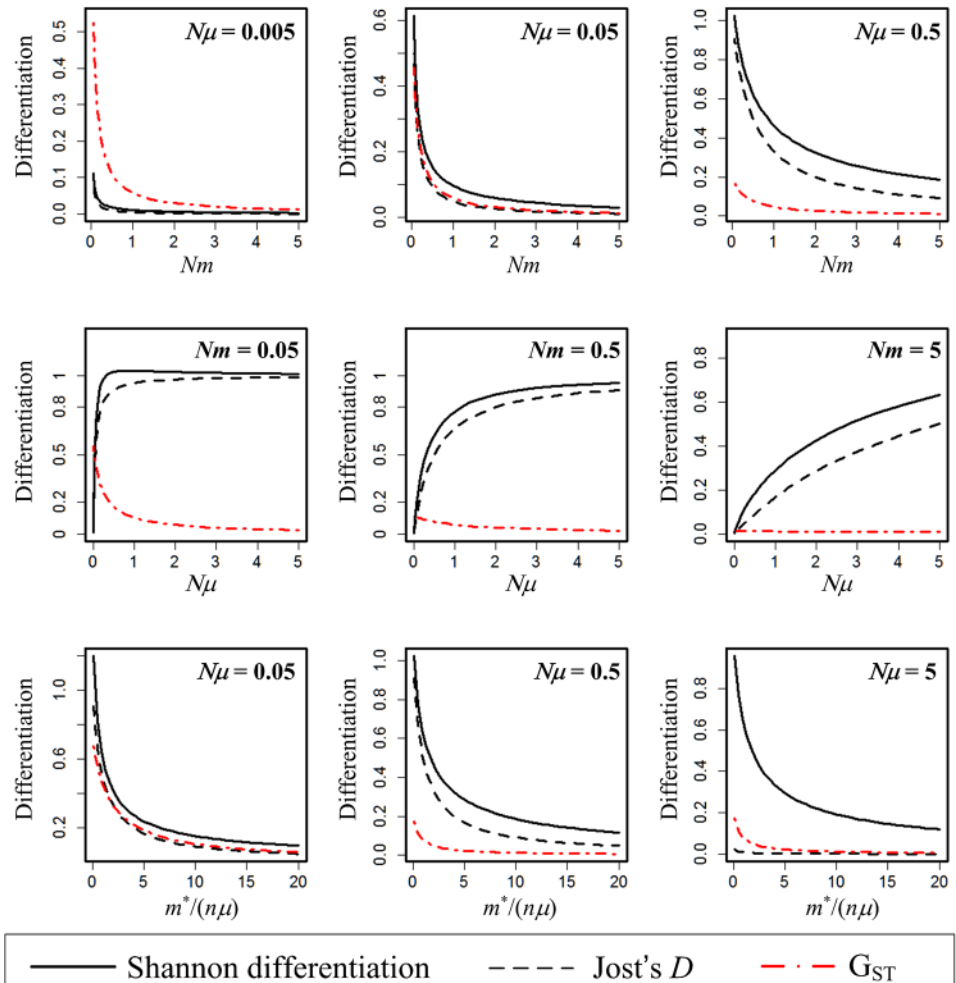 Nμ = 0.005
Nμ = 0.05
Nμ = 0.5
Differentiation
0.0 0.1 0.2 0.3 0.4 0.5
Differentiation
0.0 0.2 0.4 0.6
Differentiation
0.0 0.2 0.4 0.6 0.8 1.0
0 1 2 3 4 5
0 1 2 3 4 5
0 1 2 3 4 5
Nm
Nm
Nm
Nm = 0.05
Nm = 0.5
Nm = 5
Differentiation
0 0.2 0.5 0.8 1
Differentiation
0 0.2 0.5 0.8 1
Differentiation
0.0 0.2 0.4 0.6 0.8
0 1 2 3 4 5
0 1 2 3 4 5
0 1 2 3 4 5
Nμ
Nμ
Nμ
Nμ = 0.05
Nμ = 0.5
Nμ = 5
Differentiation
0.2 0.6 1.0
Differentiation
0.0 0.2 0.4 0.6 0.8 1.0
Differentiation
0.0 0.2 0.4 0.6 0.8
0 5 10 15 20
0 5 10 15 20
0 5 10 15 20
m*/(nμ)
m*/(nμ)
m*/(nμ)
Shannon differentiation Jost's D GST